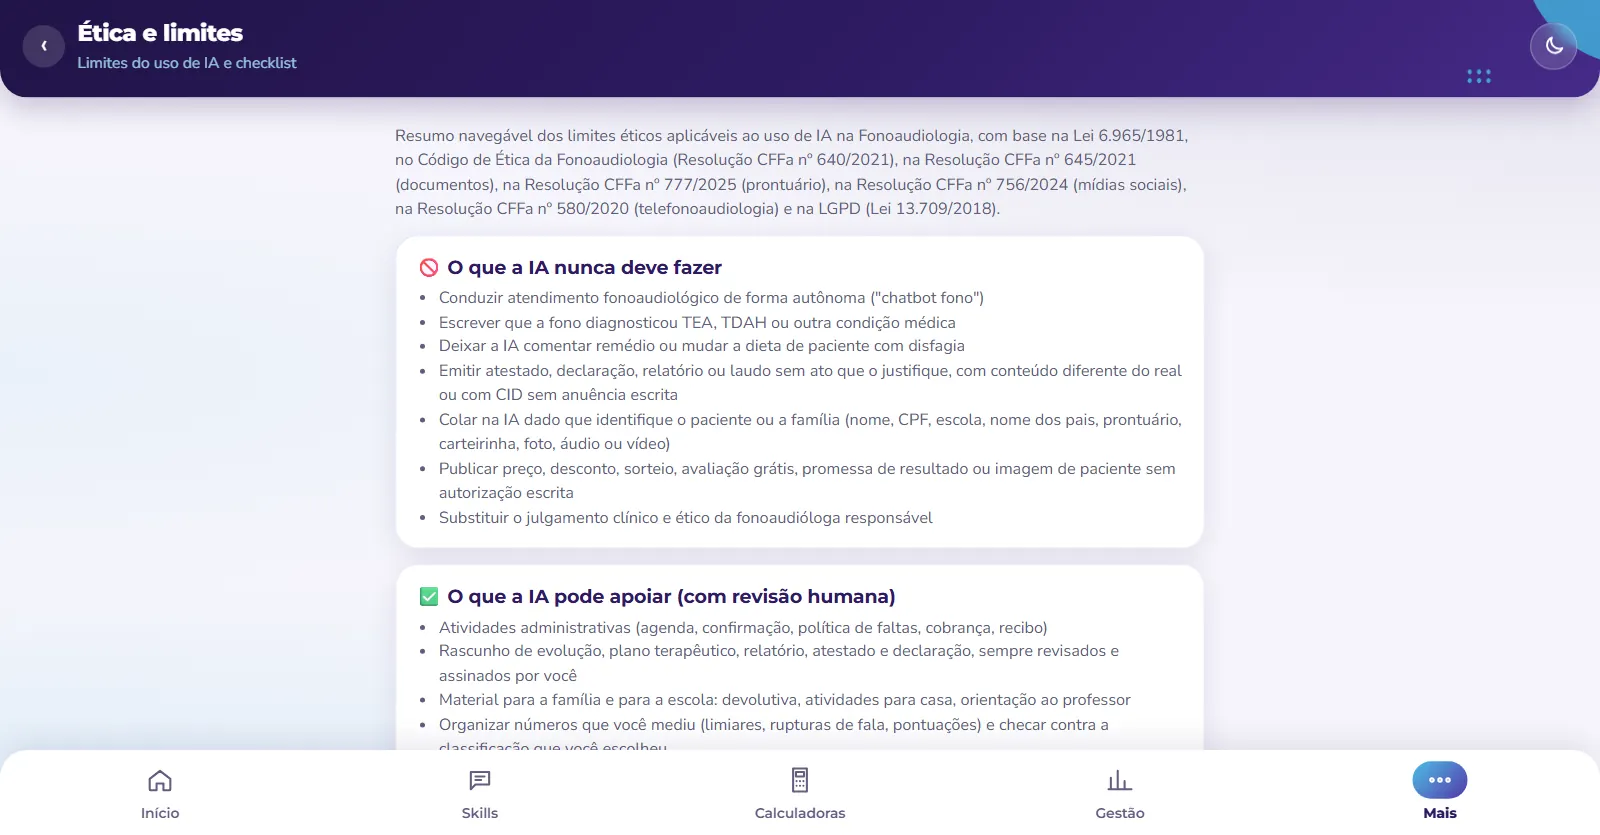 Ética e limites
Limites do uso de IA e checklist
Resumo navegável dos limites éticos aplicáveis ao uso de IA na Fonoaudiologia, com base na Lei 6.965/1981,
no Código de Ética da Fonoaudiologia (Resolução CFFa nº 640/2021), na Resolução CFFa nº 645/2021
(documentos), na Resolução CFFa nº 777/2025 (prontuário), na Resolução CFFa nº 756/2024 (mídias sociais),
na Resolução CFFa nº 580/2020 (telefonoaudiologia) e na LGPD (Lei 13.709/2018).
O que a IA nunca deve fazer
• Conduzir atendimento fonoaudiológico de forma autônoma ("chatbot fono")
• Escrever que a fono diagnosticou TEA, TDAH ou outra condição médica
• Deixar a IA comentar remédio ou mudar a dieta de paciente com disfagia
• Emitir atestado, declaração, relatório ou laudo sem ato que o justifique, com conteúdo diferente do real
ou com CID sem anuência escrita
• Colar na IA dado que identifique o paciente ou a família (nome, CPF, escola, nome dos pais, prontuário,
carteirinha, foto, áudio ou vídeo)
• Publicar preço, desconto, sorteio, avaliação grátis, promessa de resultado ou imagem de paciente sem
autorização escrita
• Substituir o julgamento clínico e ético da fonoaudióloga responsável
O que a IA pode apoiar (com revisão humana)
• Atividades administrativas (agenda, confirmação, política de faltas, cobrança, recibo)
• Rascunho de evolução, plano terapêutico, relatório, atestado e declaração, sempre revisados e
assinados por você
• Material para a família e para a escola: devolutiva, atividades para casa, orientação ao professor
• Organizar números que você mediu (limiares, rupturas de fala, pontuações) e checar contra a
classificação que você escolheu
Início
Skills
Calculadoras
Gestão
Mais